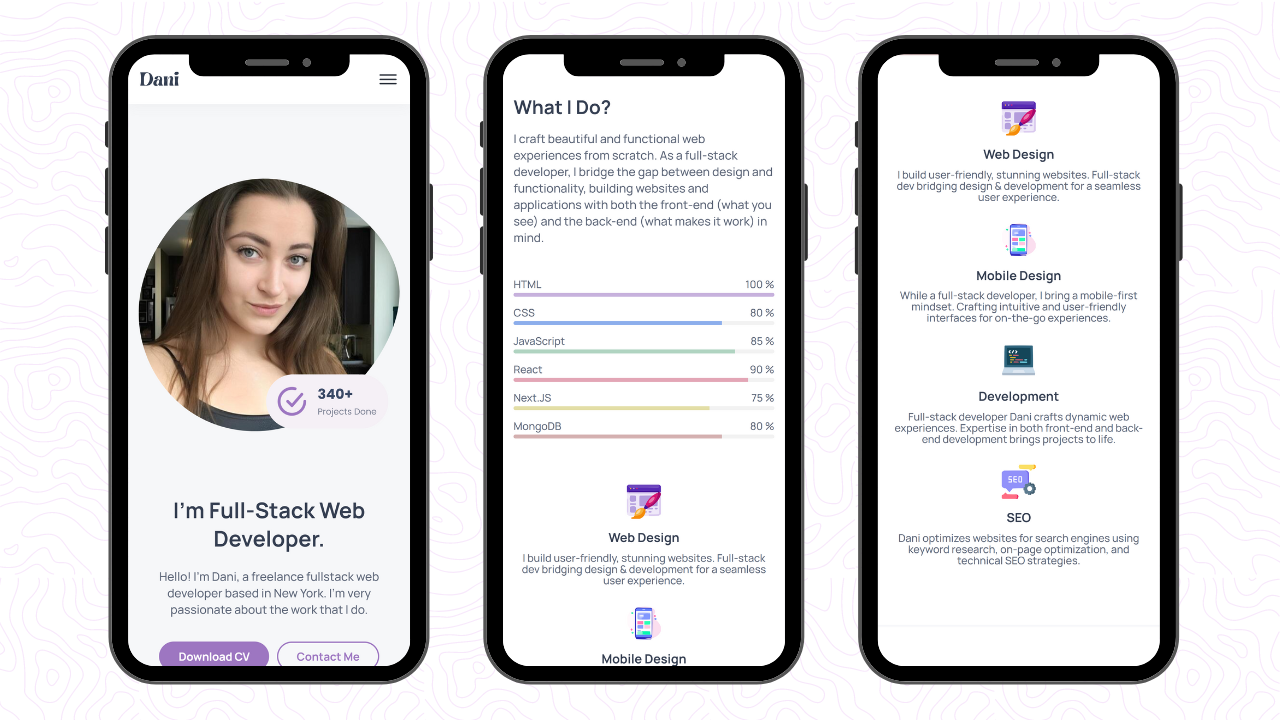 Dani
340+
Projects Done
I'm Full-Stack Web
Developer.
Hello! I'm Dani, a freelance fullstack web
developer based in New York. I'm very
passionate about the work that I do.
Download CV
Contact Me
What I Do?
I craft beautiful and functional web
experiences from scratch. As a full-stack
developer, I bridge the gap between design and
functionality, building websites and
applications with both the front-end (what you
see) and the back-end (what makes it work) in
mind.
HTML 100 %
CSS 80 %
JavaScript 85 %
React 90 %
Next.JS 75 %
MongoDB 80 %
Web Design
I build user-friendly, stunning websites. Full-stack
dev bridging design & development for a seamless
user experience.
Mobile Design
Web Design
I build user-friendly, stunning websites. Full-stack
dev bridging design & development for a seamless
user experience.
Mobile Design
While a full-stack developer, I bring a mobile-first
mindset. Crafting intuitive and user-friendly
interfaces for on-the-go experiences.
Development
Full-stack developer Dani crafts dynamic web
experiences. Expertise in both front-end and back-
end development brings projects to life.
SEO
SEO
Dani optimizes websites for search engines using
keyword research, on-page optimization, and
technical SEO strategies.